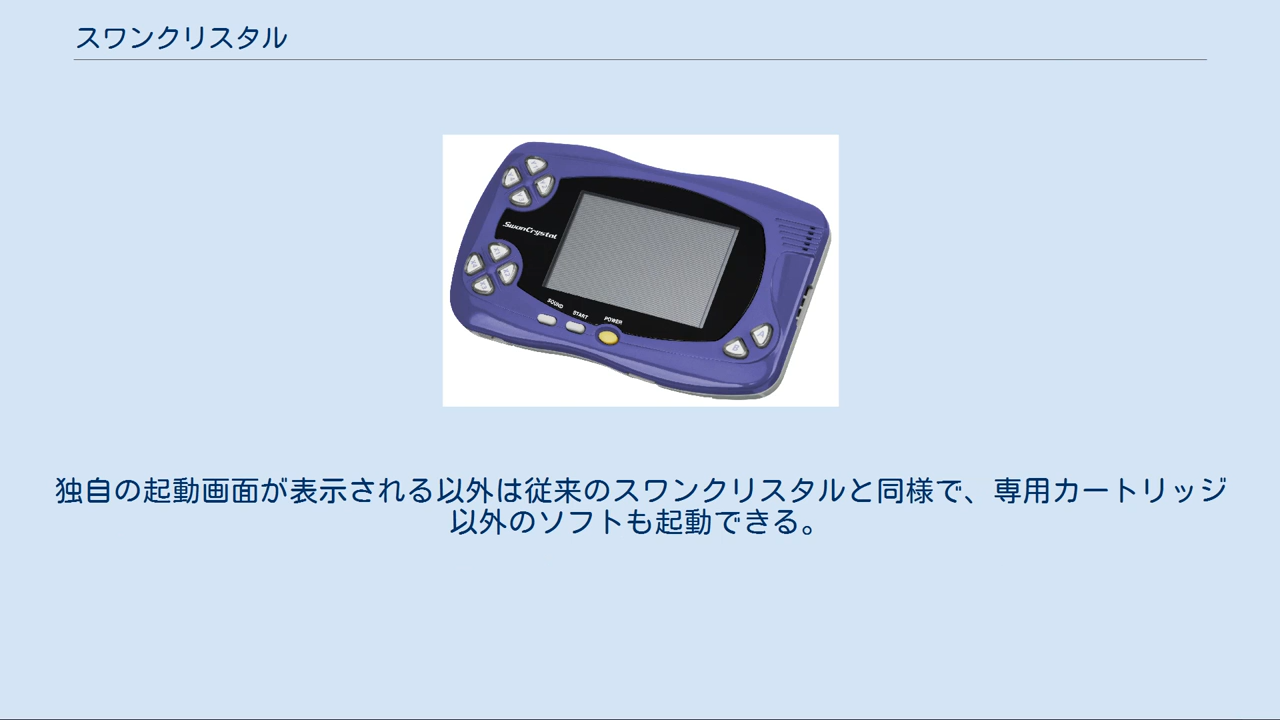 スワンクリスタル
SwanCrystal
SOUND
START
POWER
A
B
独自の起動画面が表示される以外は従来のスワンクリスタルと同様で、専用カートリッジ
以外のソフトも起動できる。